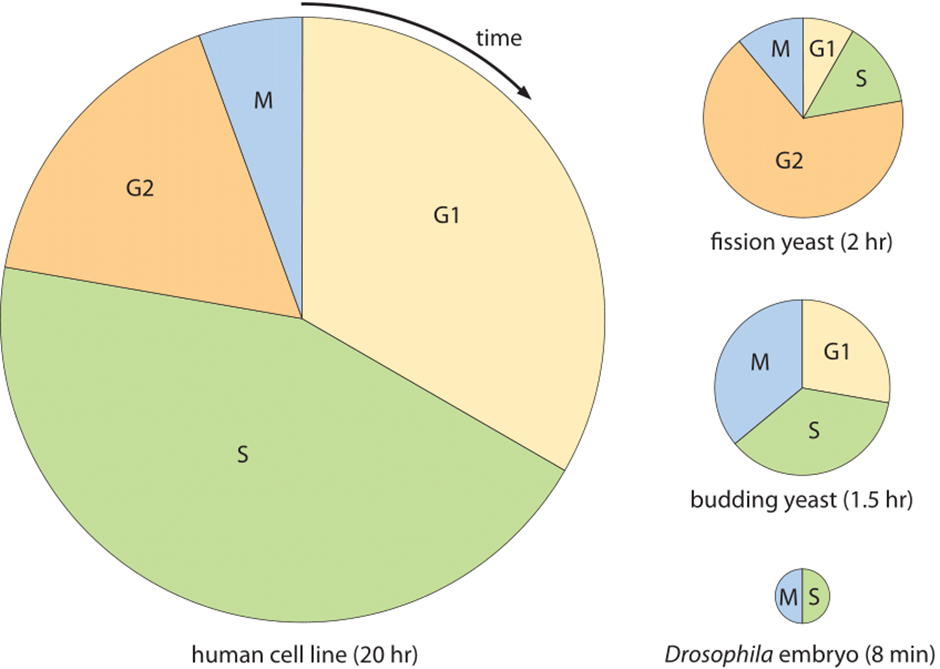 time
M
G1
G2
S
human cell line (20 hr)
M
G1
S
G2
fission yeast (2 hr)
M
G1
S
budding yeast (1.5 hr)
M
S
Drosophila embryo (8 min)